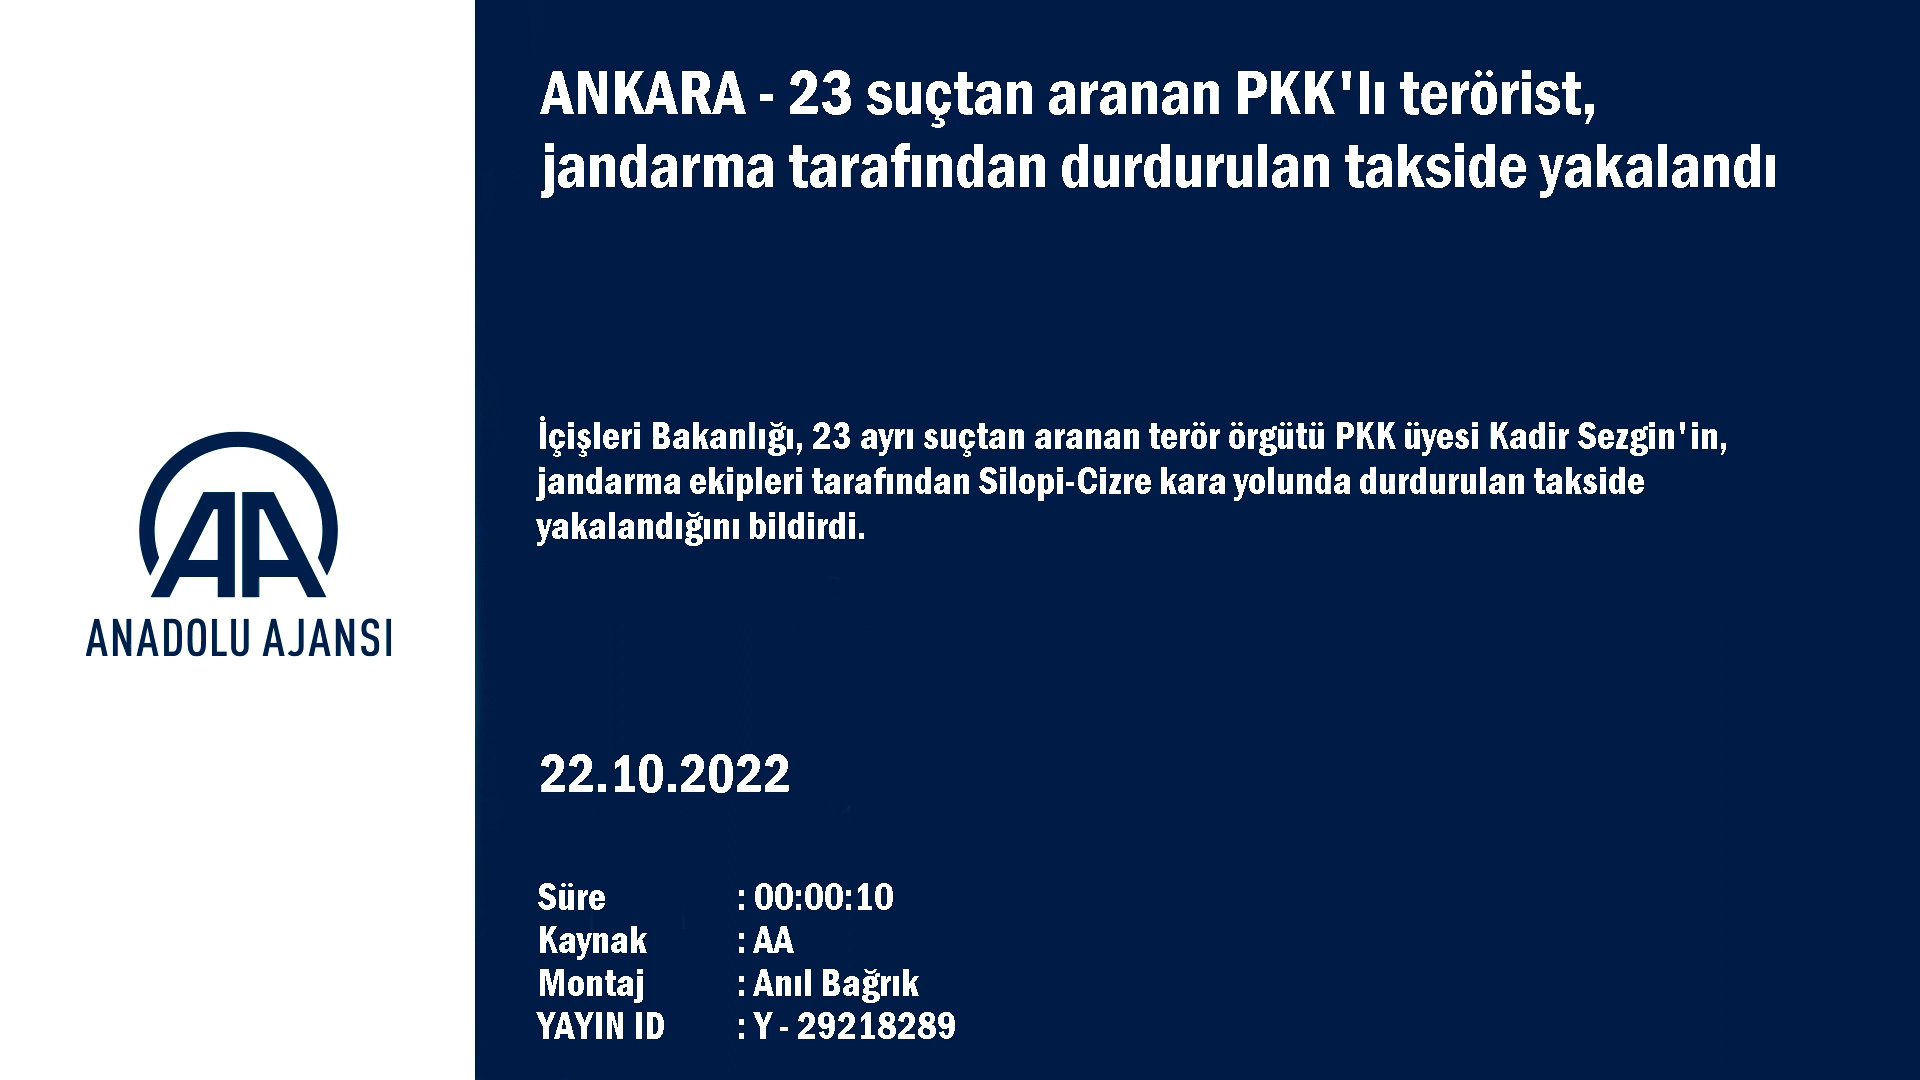 ANKARA - 23 suçtan aranan PKK'lı terörist,
jandarma tarafından durdurulan takside yakalandı
İçişleri Bakanlığı, 23 ayrı suçtan aranan terör örgütü PKK üyesi Kadir Sezgin'in,
jandarma ekipleri tarafından Silopi-Cizre kara yolunda durdurulan takside
yakalandığını bildirdi.
AA
ANADOLU AJANSI
22.10.2022
Süre : 00:00:10
Kaynak : AA
Montaj : Anıl Bağrık
YAYIN ID : Y - 29218289